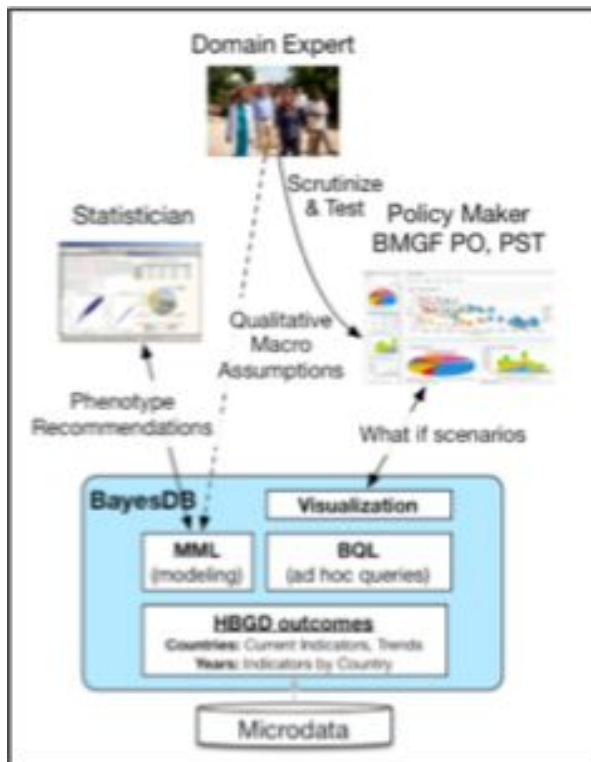 Domain Expert
Scrutinize
& Test
Statistician
Policy Maker
BMGF PO, PST
Qualitative
Macro
Assumptions
Phenotype
Recommendations
What if scenarios
BayesDB
Visualization
MML
(modeling)
BQL
(ad hoc queries)
HBGD outcomes
Countries: Current Indicators, Trends
Years: Indicators by Country
Microdata